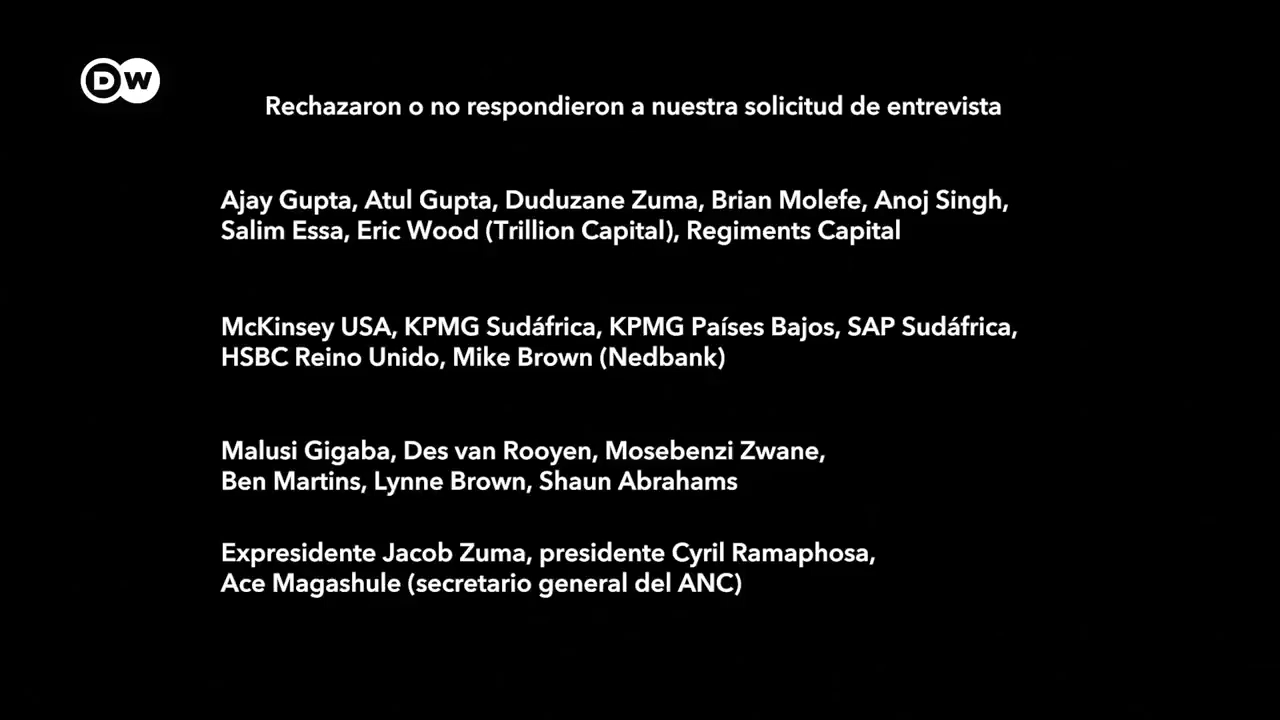 DW
Rechazaron o no respondieron a nuestra solicitud de entrevista
Ajay Gupta, Atul Gupta, Duduzane Zuma, Brian Molefe, Anoj Singh,
Salim Essa, Eric Wood (Trillion Capital), Regiments Capital
McKinsey USA, KPMG Sudáfrica, KPMG Países Bajos, SAP Sudáfrica,
HSBC Reino Unido, Mike Brown (Nedbank)
Malusi Gigaba, Des van Rooyen, Mosebenzi Zwane,
Ben Martins, Lynne Brown, Shaun Abrahams
Expresidente Jacob Zuma, presidente Cyril Ramaphosa,
Ace Magashule (secretario general del ANC)